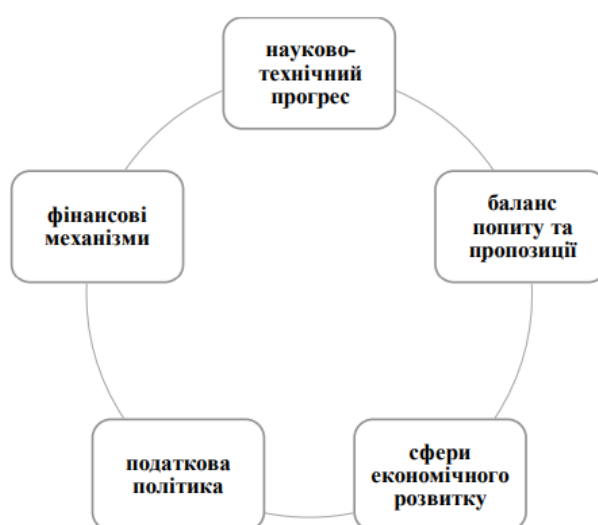 науково-
технічний
прогрес
баланс
попиту та
пропозиції
сфери
економічного
розвитку
податкова
політика
фінансові
механізми